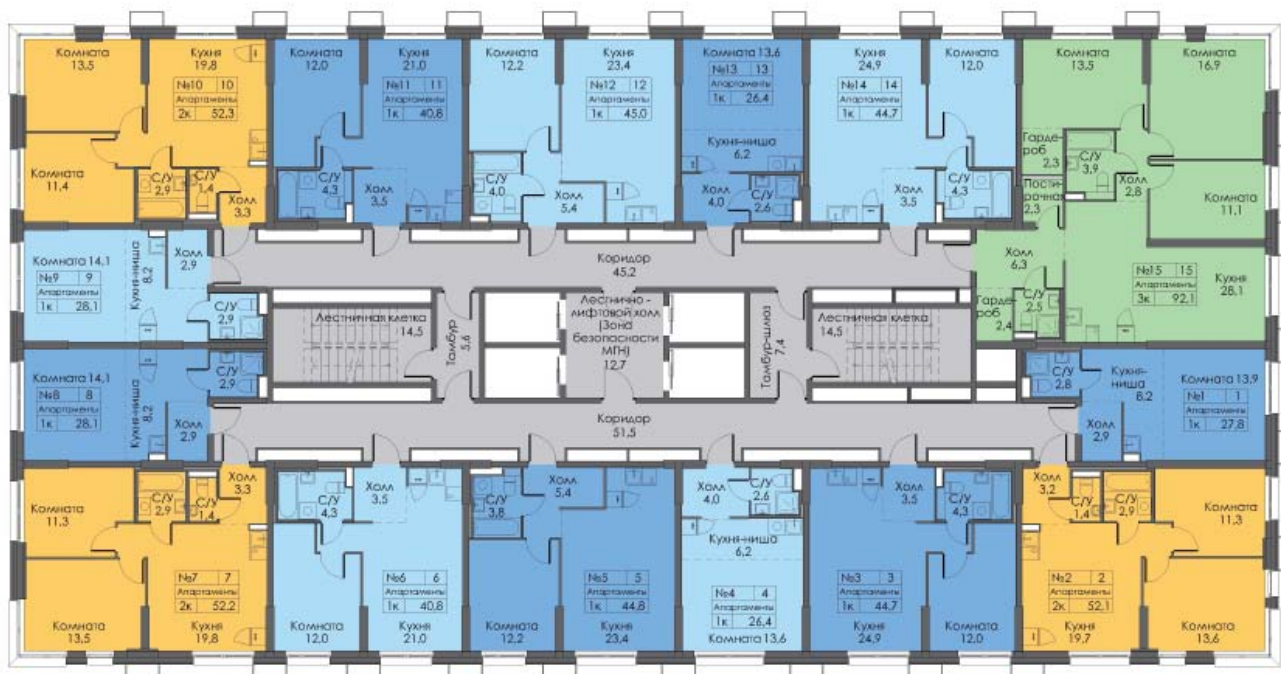 Комната
13,5
Кухня
19,8
№10 10
Апартаменты
2к 52,3
11,4
С/У
2,9
С/У
1,4
Холл
3,3
Комната
12,0
Кухня
21,0
№11 11
Апартаменты
1к 40,8
С/У
4,3
Холл
3,5
Комната
12,2
Кухня
23,4
№12 12
Апартаменты
1к 45,0
С/У
4,0
Холл
5,4
Комната 13,6
№13 13
Апартаменты
1к 26,4
Кухня-ниша
6,2
Холл
4,0
С/У
2,6
Кухня
24,9
№14 14
Апартаменты
1к 44,7
Комната
12,0
Холл
3,5
С/У
4,3
Комната
13,5
Комната
16,9
Гарде-
роб
2,3
С/У
3,9
Холл
2,8
Пости-
рочная
2,3
Комната
11,1
Холл
6,3
№15 15
Апартаменты
3к 92,1
Кухня
28,1
Гарде-
роб
2,4
С/У
2,5
Комната 14,1
№9 9
Апартаменты
1к 28,1
Кухня-ниша
8,2
Холл
2,9
С/У
2,9
Коридор
45,2
Лестничная клетка
14,5
Тамбур
5,6
Лестнично -
лифтовой холл
(Зона
безопасности
МГН)
12,7
Тамбур-шлюз
7,4
Лестничная клетка
14,5
Комната 14,1
№8 8
Апартаменты
1к 28,1
Кухня-ниша
8,2
С/У
2,9
Холл
2,9
Коридор
51,5
С/У
2,8
Кухня-
ниша
8,2
Комната 13,9
№1 1
Апартаменты
1к 27,8
Холл
2,9
Комната
11,3
С/У
2,9
С/У
1,4
Холл
3,3
№7 7
Апартаменты
2к 52,2
Комната
13,5
Кухня
19,8
С/У
4,3
Холл
3,5
№6 6
Апартаменты
1к 40,8
Комната
12,0
Кухня
21,0
С/У
3,8
Холл
5,4
№5 5
Апартаменты
1к 44,8
Комната
12,2
Кухня
23,4
Холл
4,0
С/У
2,6
Кухня-ниша
6,2
№4 4
Апартаменты
1к 26,4
Комната 13,6
Холл
3,5
С/У
4,3
№3 3
Апартаменты
1к 44,7
Кухня
24,9
Комната
12,0
Холл
3,2
С/У
1,4
С/У
2,9
Комната
11,3
№2 2
Апартаменты
2к 52,1
Кухня
19,7
Комната
13,6